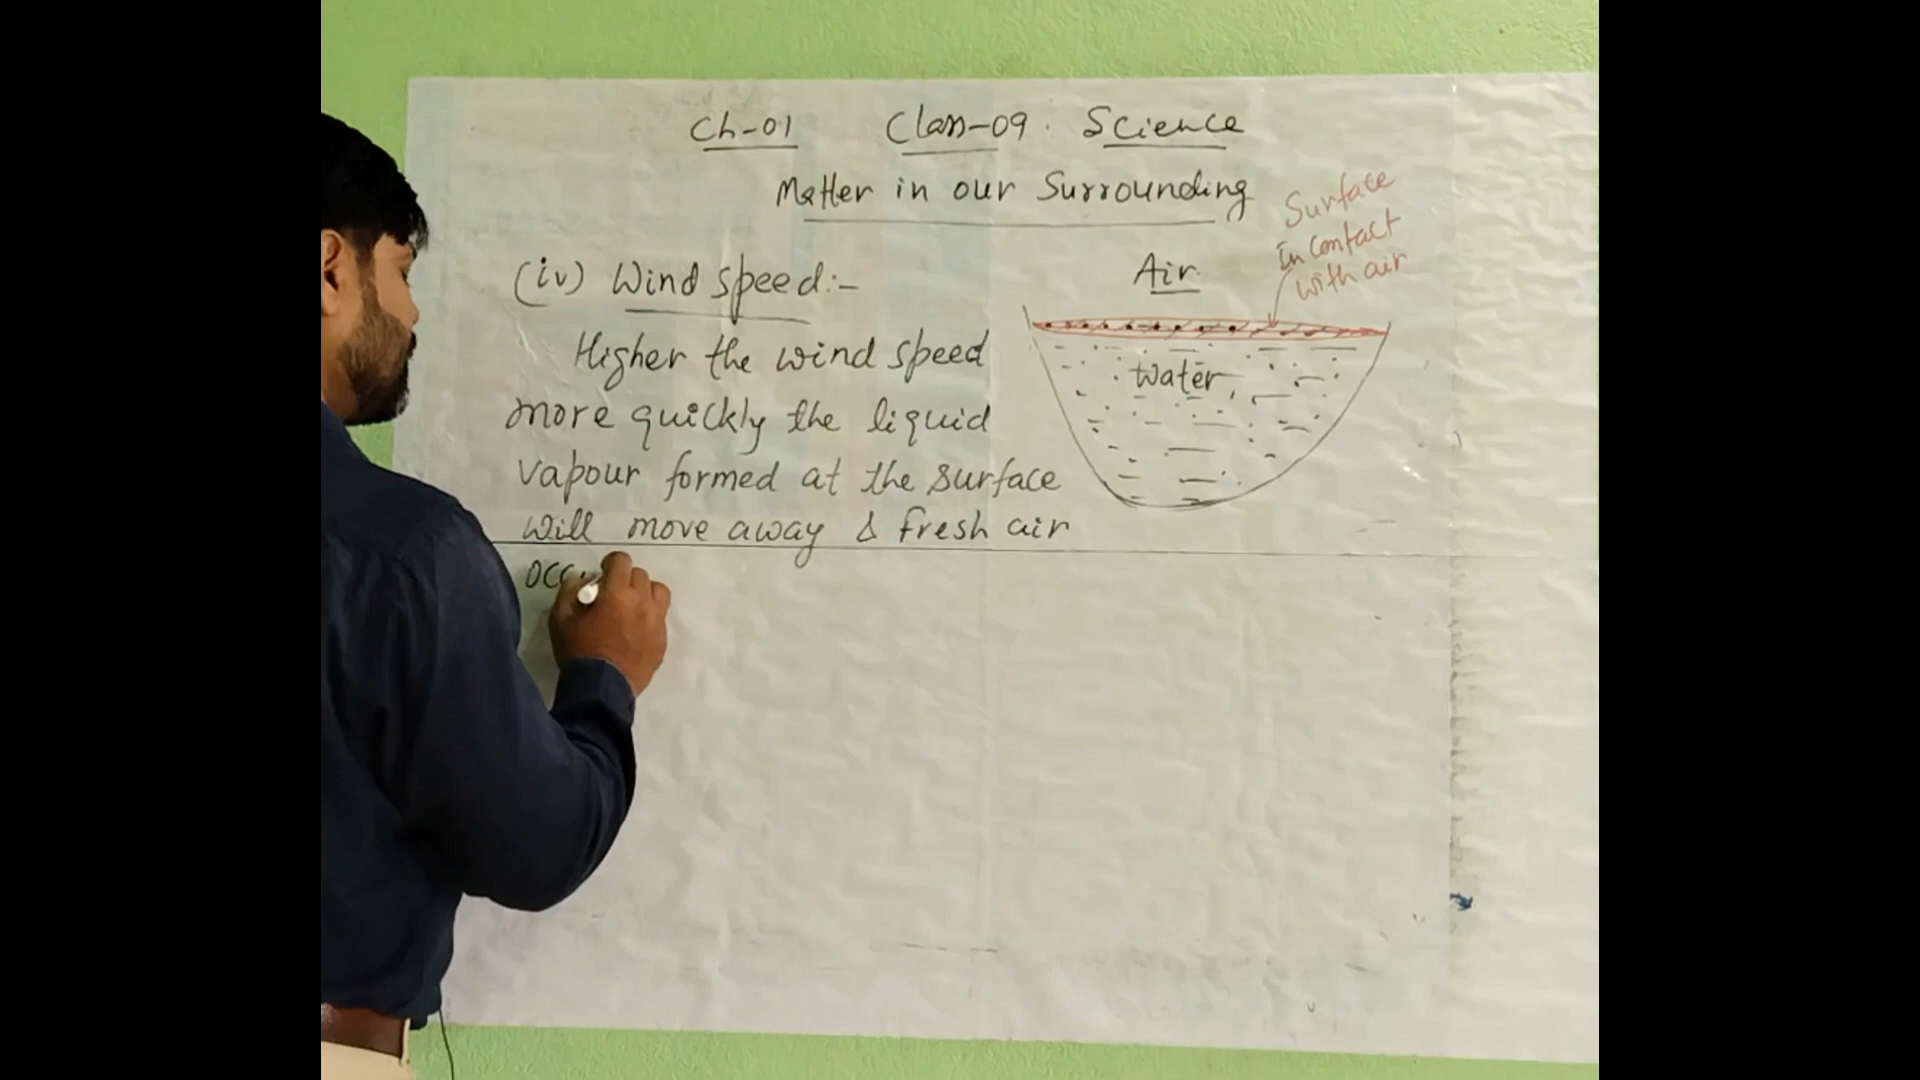 Ch-01 Class-09 Science
Matter in our Surrounding
(iv) Wind speed:-
Higher the wind speed
more quickly the liquid
vapour formed at the surface
will move away & fresh air
Air
Surface
in contact
with air
Water